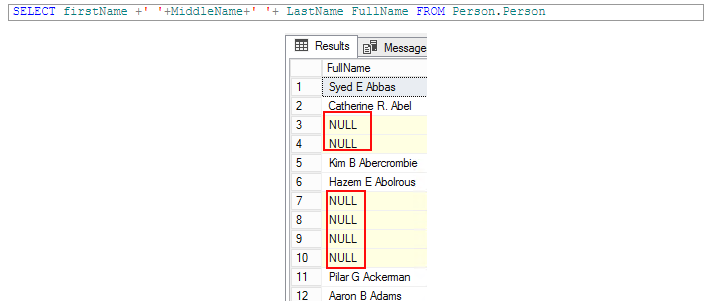 SELECT firstName +' '+MiddleName+' '+ LastName FullName FROM Person.Person
Results Message
FullName
1 Syed E Abbas
2 Catherine R. Abel
3 NULL
4 NULL
5 Kim B Abercrombie
6 Hazem E Abolrous
7 NULL
8 NULL
9 NULL
10 NULL
11 Pilar G Ackerman
12 Aaron B Adams